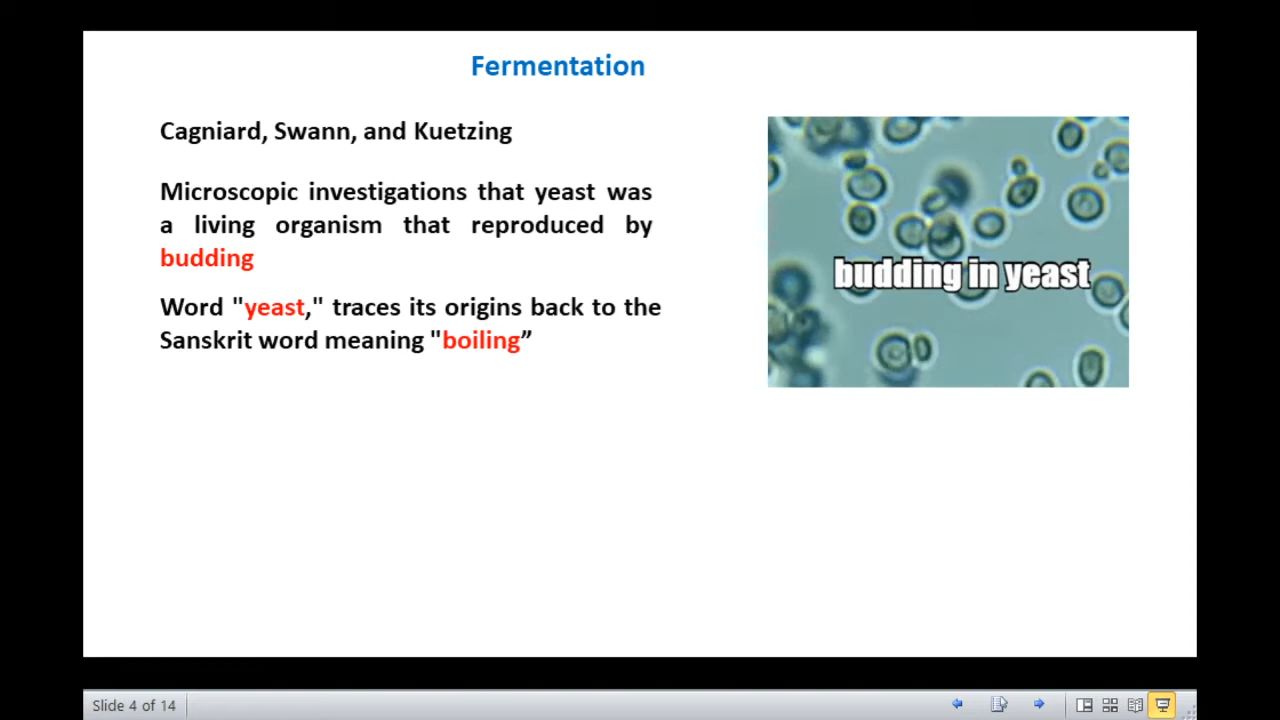 Fermentation
Cagniard, Swann, and Kuetzing
Microscopic investigations that yeast was
a living organism that reproduced by
budding
Word "yeast," traces its origins back to the
Sanskrit word meaning "boiling”
budding in yeast
Slide 4 of 14